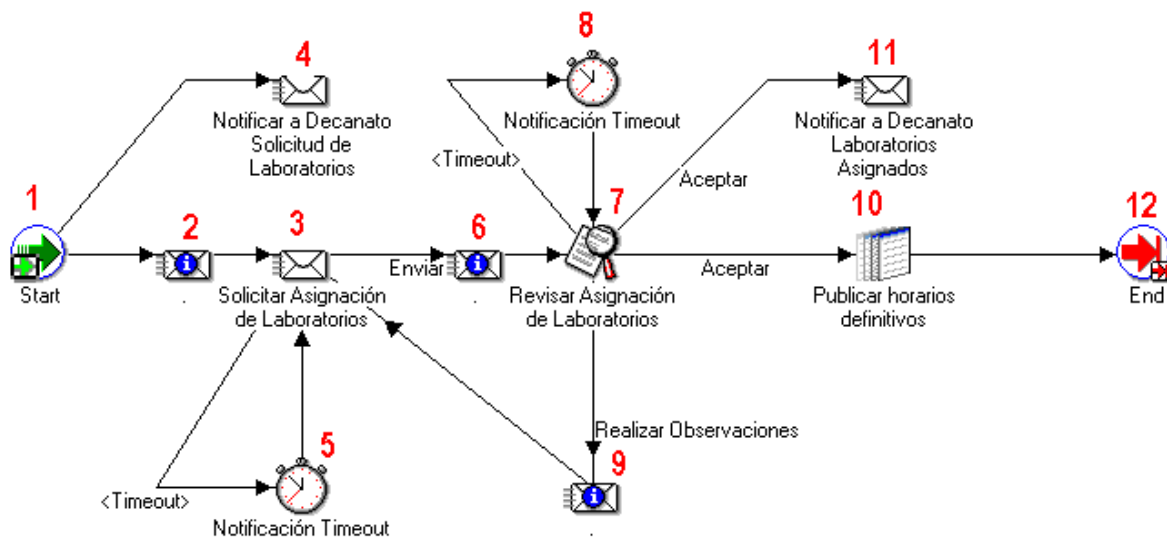 8
4
11
Notificar a Decanato
Solicitud de
Laboratorios
Notificación Timeout
Notificar a Decanato
Laboratorios
Asignados
<Timeout>
Aceptar
1
2
3
6
7
10
12
Start
.
Enviar
.
Aceptar
End
Solicitar Asignación
de Laboratorios
Revisar Asignación
de Laboratorios
Publicar horarios
definitivos
5
Realizar Observaciones
9
<Timeout>
Notificación Timeout
.